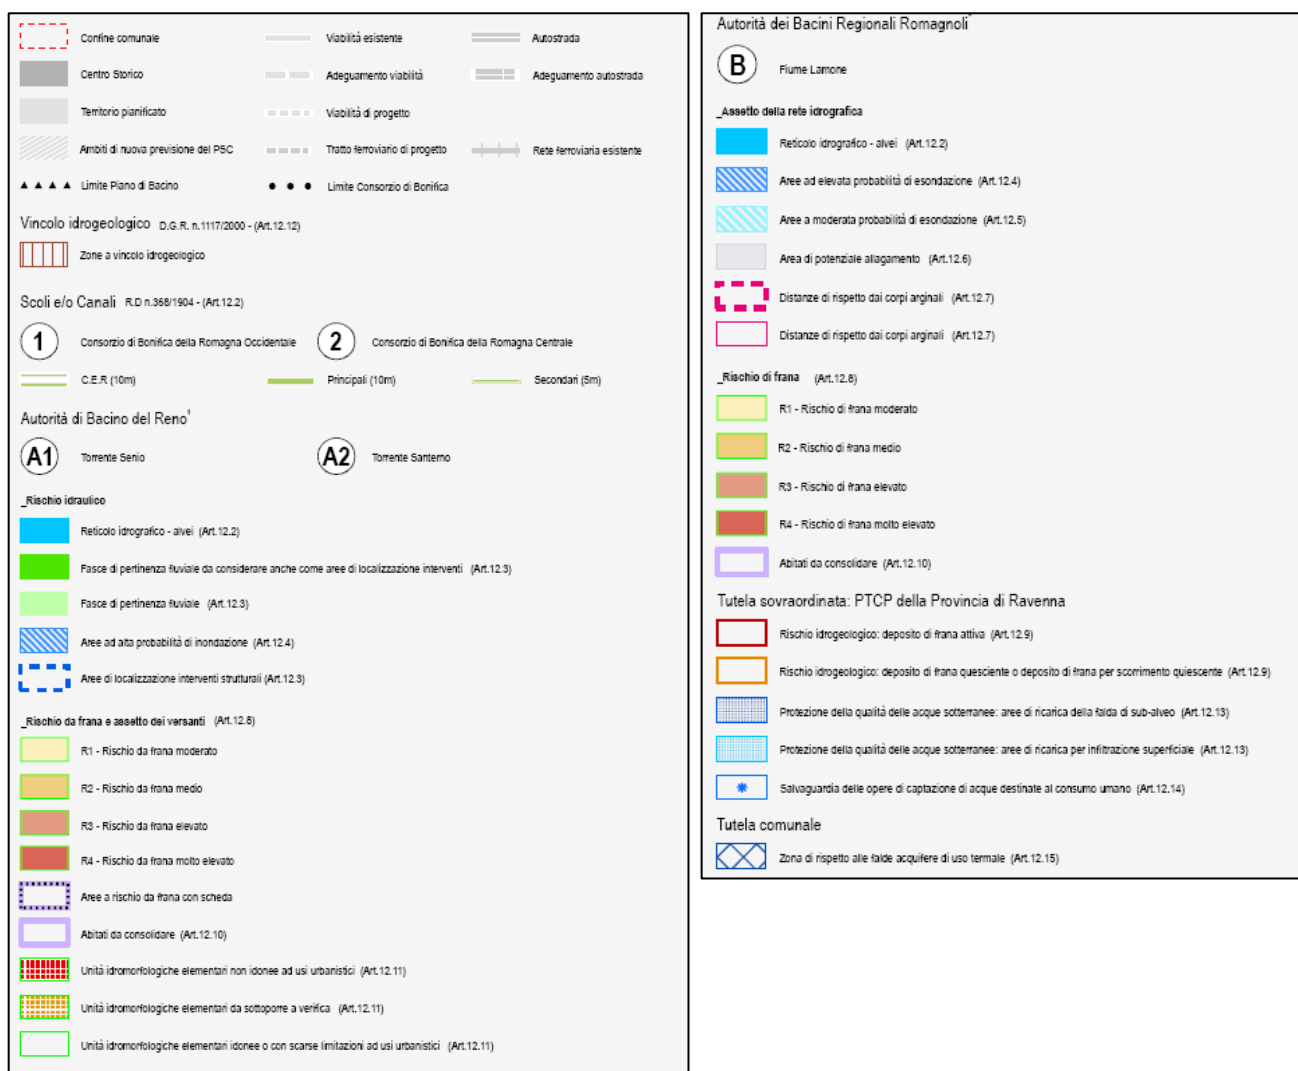 Confine comunale
Viabilità esistente
Autostrada
Centro Storico
Adeguamento viabilità
Adeguamento autostrada
Territorio pianificato
Viabilità di progetto
Ambiti di nuova previsione del PSC
Tratto ferroviario di progetto
Rete ferroviaria esistente
Limite Piano di Bacino
Limite Consorzio di Bonifica
Vincolo idrogeologico D.G.R. n.1117/2000 - (Art.12.12)
Zone a vincolo idrogeologico
Scoli e/o Canali R.D n.368/1904 - (Art.12.2)
1 Consorzio di Bonifica della Romagna Occidentale
2 Consorzio di Bonifica della Romagna Centrale
C.E.R (10m)
Principali (10m)
Secondari (5m)
Autorità di Bacino del Reno¹
A1 Torrente Senio
A2 Torrente Santerno
_Rischio idraulico
Reticolo idrografico - alvei (Art.12.2)
Fasce di pertinenza fluviale da considerare anche come aree di localizzazione interventi (Art.12.3)
Fasce di pertinenza fluviale (Art.12.3)
Aree ad alta probabilità di inondazione (Art.12.4)
Aree di localizzazione interventi strutturali (Art.12.3)
_Rischio da frana e assetto dei versanti (Art.12.8)
R1 - Rischio da frana moderato
R2 - Rischio da frana medio
R3 - Rischio da frana elevato
R4 - Rischio da frana molto elevato
Aree a rischio da frana con scheda
Abitati da consolidare (Art.12.10)
Unità idromorfologiche elementari non idonee ad usi urbanistici (Art.12.11)
Unità idromorfologiche elementari da sottoporre a verifica (Art.12.11)
Unità idromorfologiche elementari idonee o con scarse limitazioni ad usi urbanistici (Art.12.11)
Autorità dei Bacini Regionali Romagnoli
B Fiume Lamone
_Assetto della rete idrografica
Reticolo idrografico - alvei (Art.12.2)
Aree ad elevata probabilità di esondazione (Art.12.4)
Aree a moderata probabilità di esondazione (Art.12.5)
Area di potenziale allagamento (Art.12.6)
Distanze di rispetto dai corpi arginali (Art.12.7)
Distanze di rispetto dai corpi arginali (Art.12.7)
_Rischio di frana (Art.12.8)
R1 - Rischio di frana moderato
R2 - Rischio di frana medio
R3 - Rischio di frana elevato
R4 - Rischio di frana molto elevato
Abitati da consolidare (Art.12.10)
Tutela sovraordinata: PTCP della Provincia di Ravenna
Rischio idrogeologico: deposito di frana attiva (Art.12.9)
Rischio idrogeologico: deposito di frana quesciente o deposito di frana per scorrimento quiescente (Art.12.9)
Protezione della qualità delle acque sotterranee: aree di ricarica della falda di sub-alveo (Art.12.13)
Protezione della qualità delle acque sotterranee: aree di ricarica per infiltrazione superficiale (Art.12.13)
Salvaguardia delle opere di captazione di acque destinate al consumo umano (Art.12.14)
Tutela comunale
Zona di rispetto alle falde acquifere di uso termale (Art.12.15)